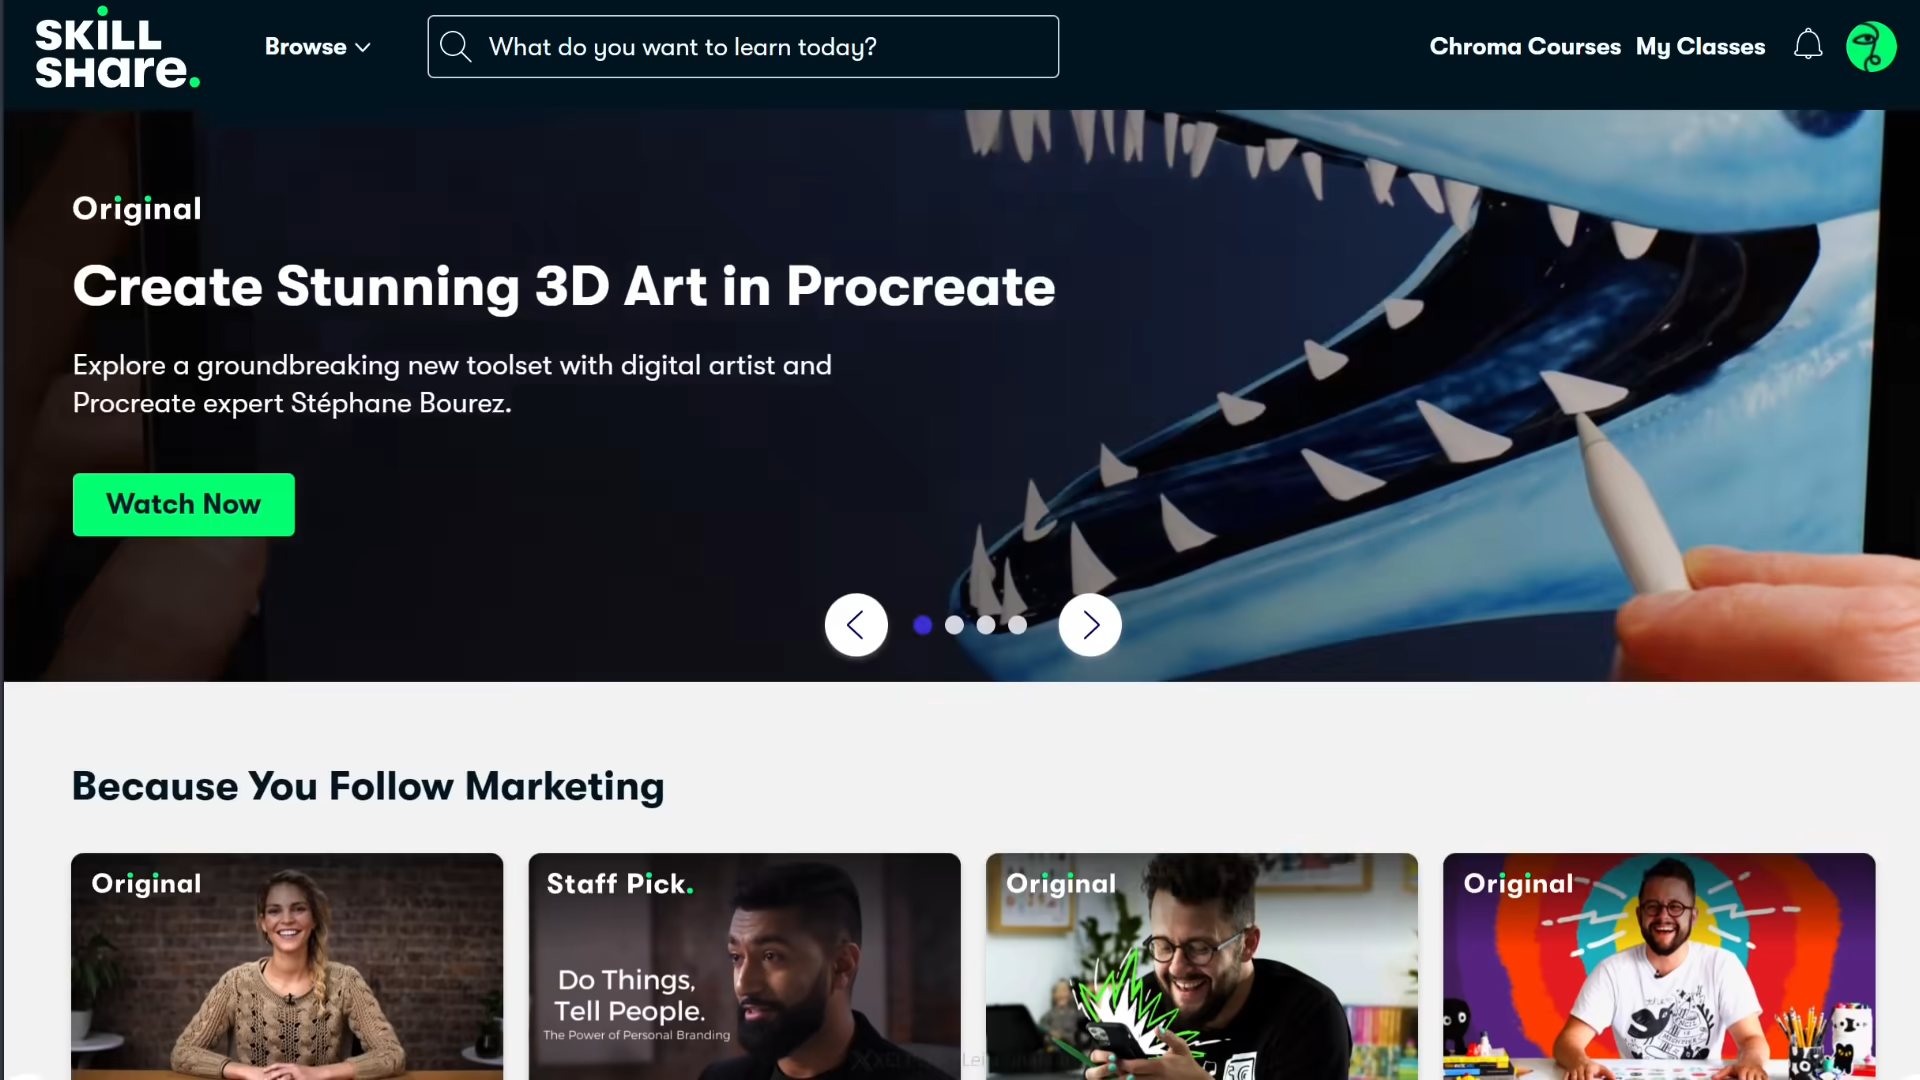 SKILL
SHare.
Browse
What do you want to learn today?
Chroma Courses
My Classes
Original
Create Stunning 3D Art in Procreate
Explore a groundbreaking new toolset with digital artist and
Procreate expert Stéphane Bourez.
Watch Now
Because You Follow Marketing
Original
Staff Pick.
Do Things,
Tell People.
The Power of Personal Branding
Original
Original